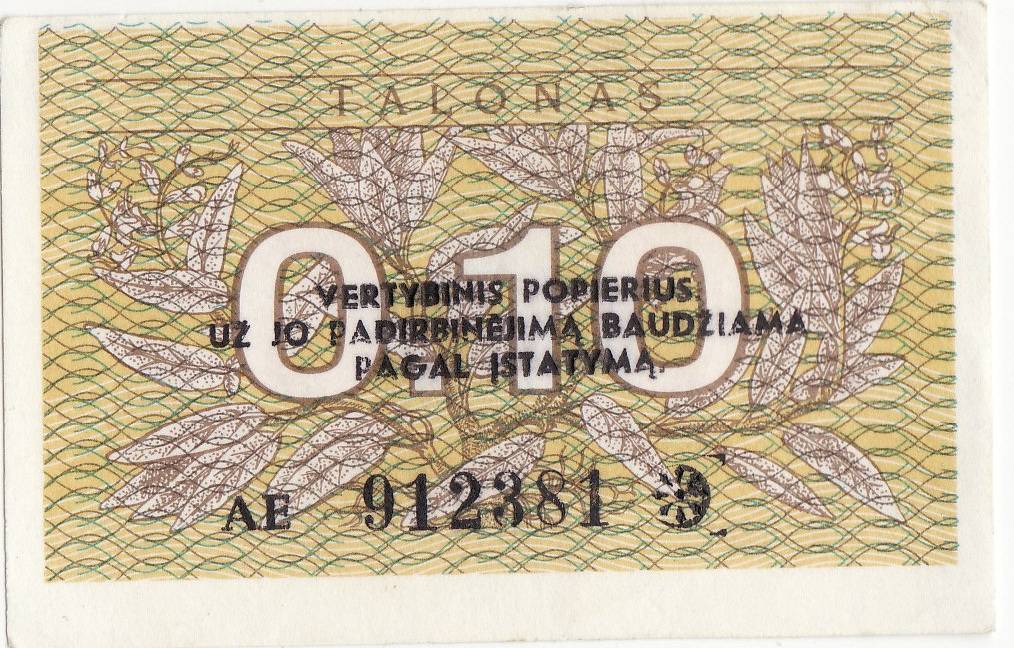 TALONAS
0.10
VERTYBINIS POPIERIUS
UŽ JO PADIRBINĖJIMĄ BAUDŽIAMA
PAGAL ĮSTATYMĄ.
AE 912381